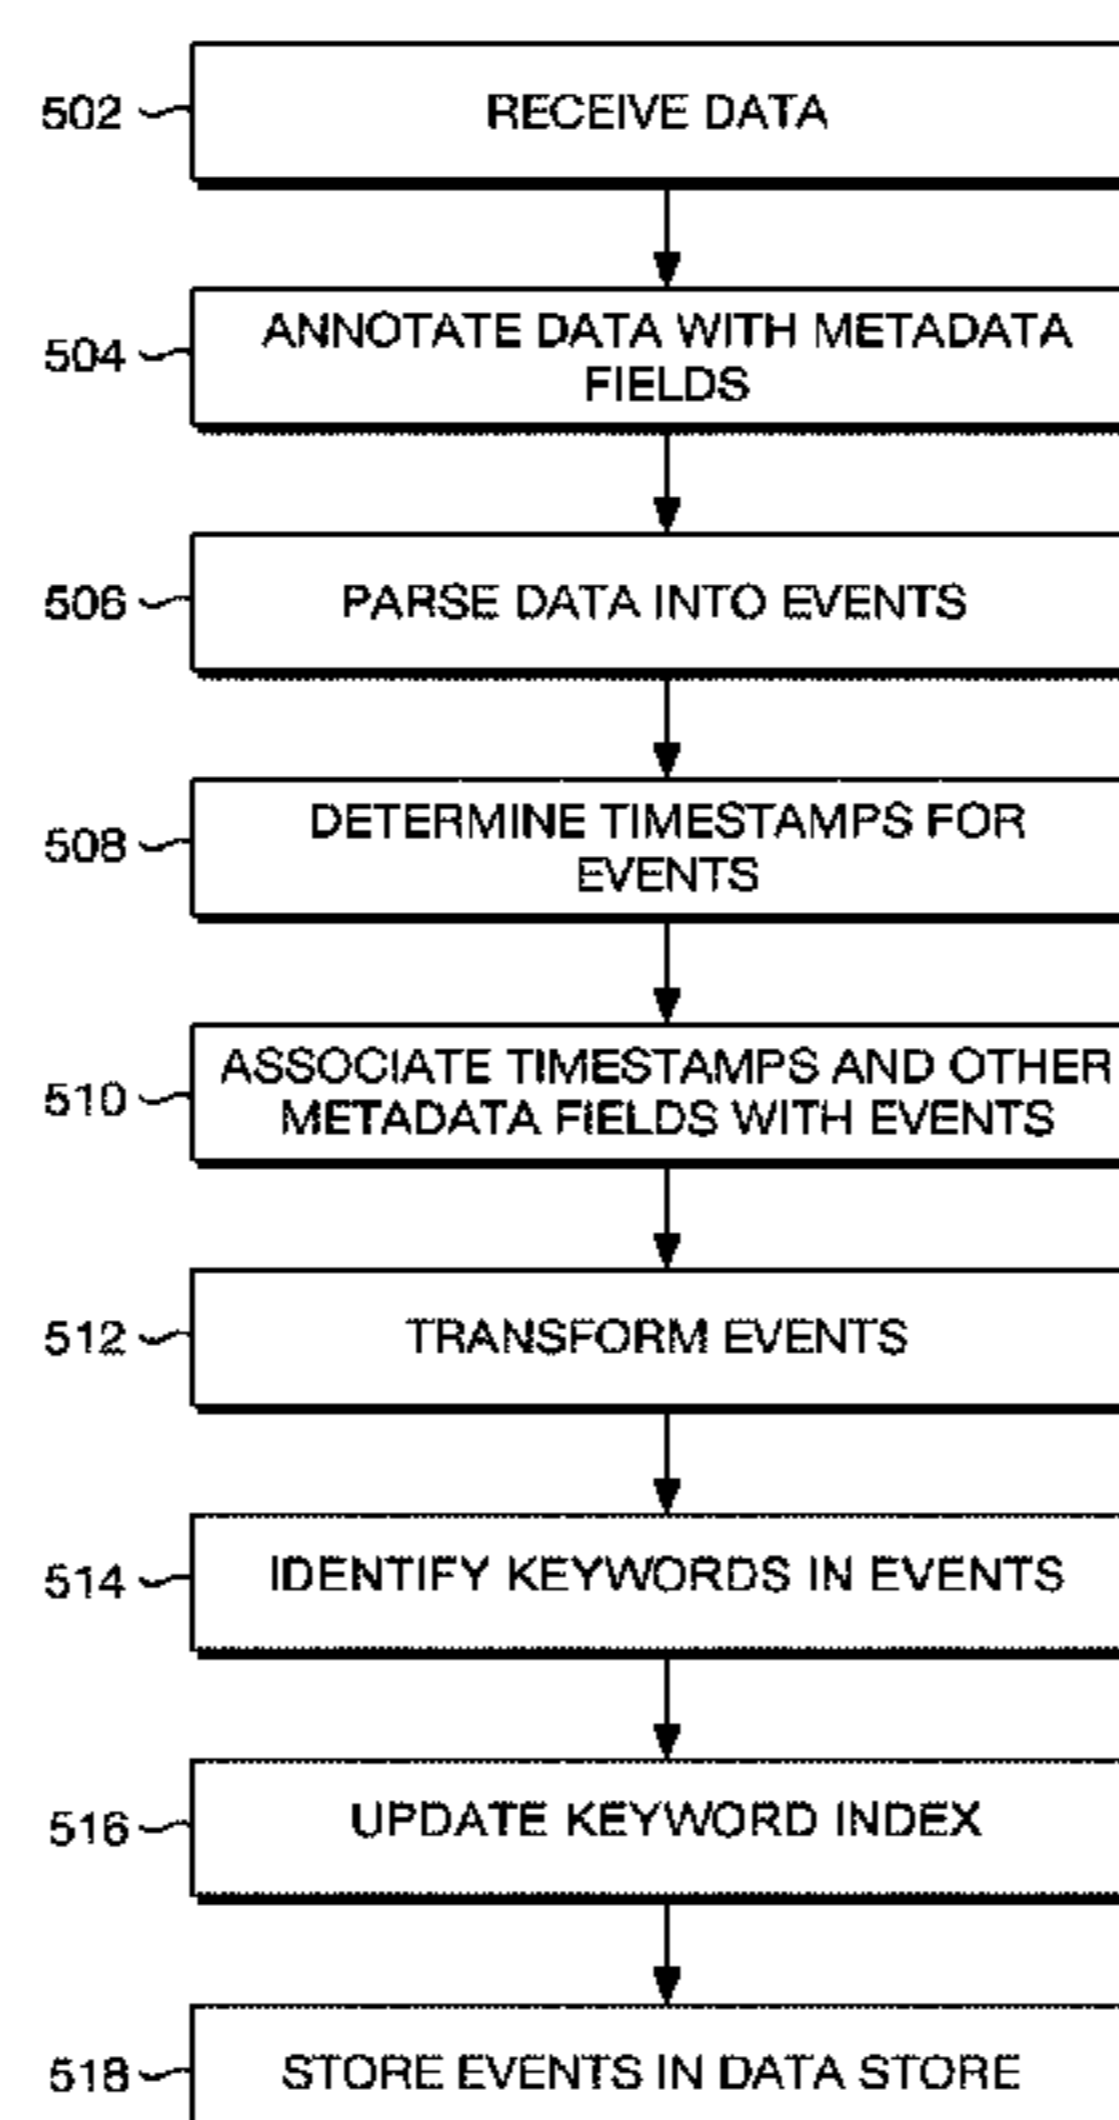 502 RECEIVE DATA
504 ANNOTATE DATA WITH METADATA
FIELDS
506 PARSE DATA INTO EVENTS
508 DETERMINE TIMESTAMPS FOR
EVENTS
510 ASSOCIATE TIMESTAMPS AND OTHER
METADATA FIELDS WITH EVENTS
512 TRANSFORM EVENTS
514 IDENTIFY KEYWORDS IN EVENTS
516 UPDATE KEYWORD INDEX
518 STORE EVENTS IN DATA STORE